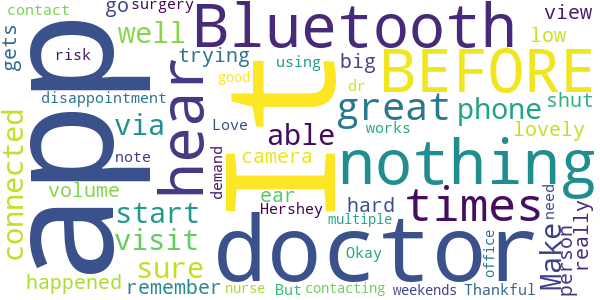 contact
surgery
gets
risk
go
well
trying
Bluetooth
big
view
low
app
disappointment
hear
using
good
dr
BEFORE
It
great
phone
shut
connected
via
note
Love
able
works
lovely
demand
camera
nothing
volume
start
ear
Hershey
hard
times
Make
need
person
really
visit
multiple
happened
sure
doctor
Okay
office
remember
nurse
But
contacting
weekends
Thankful